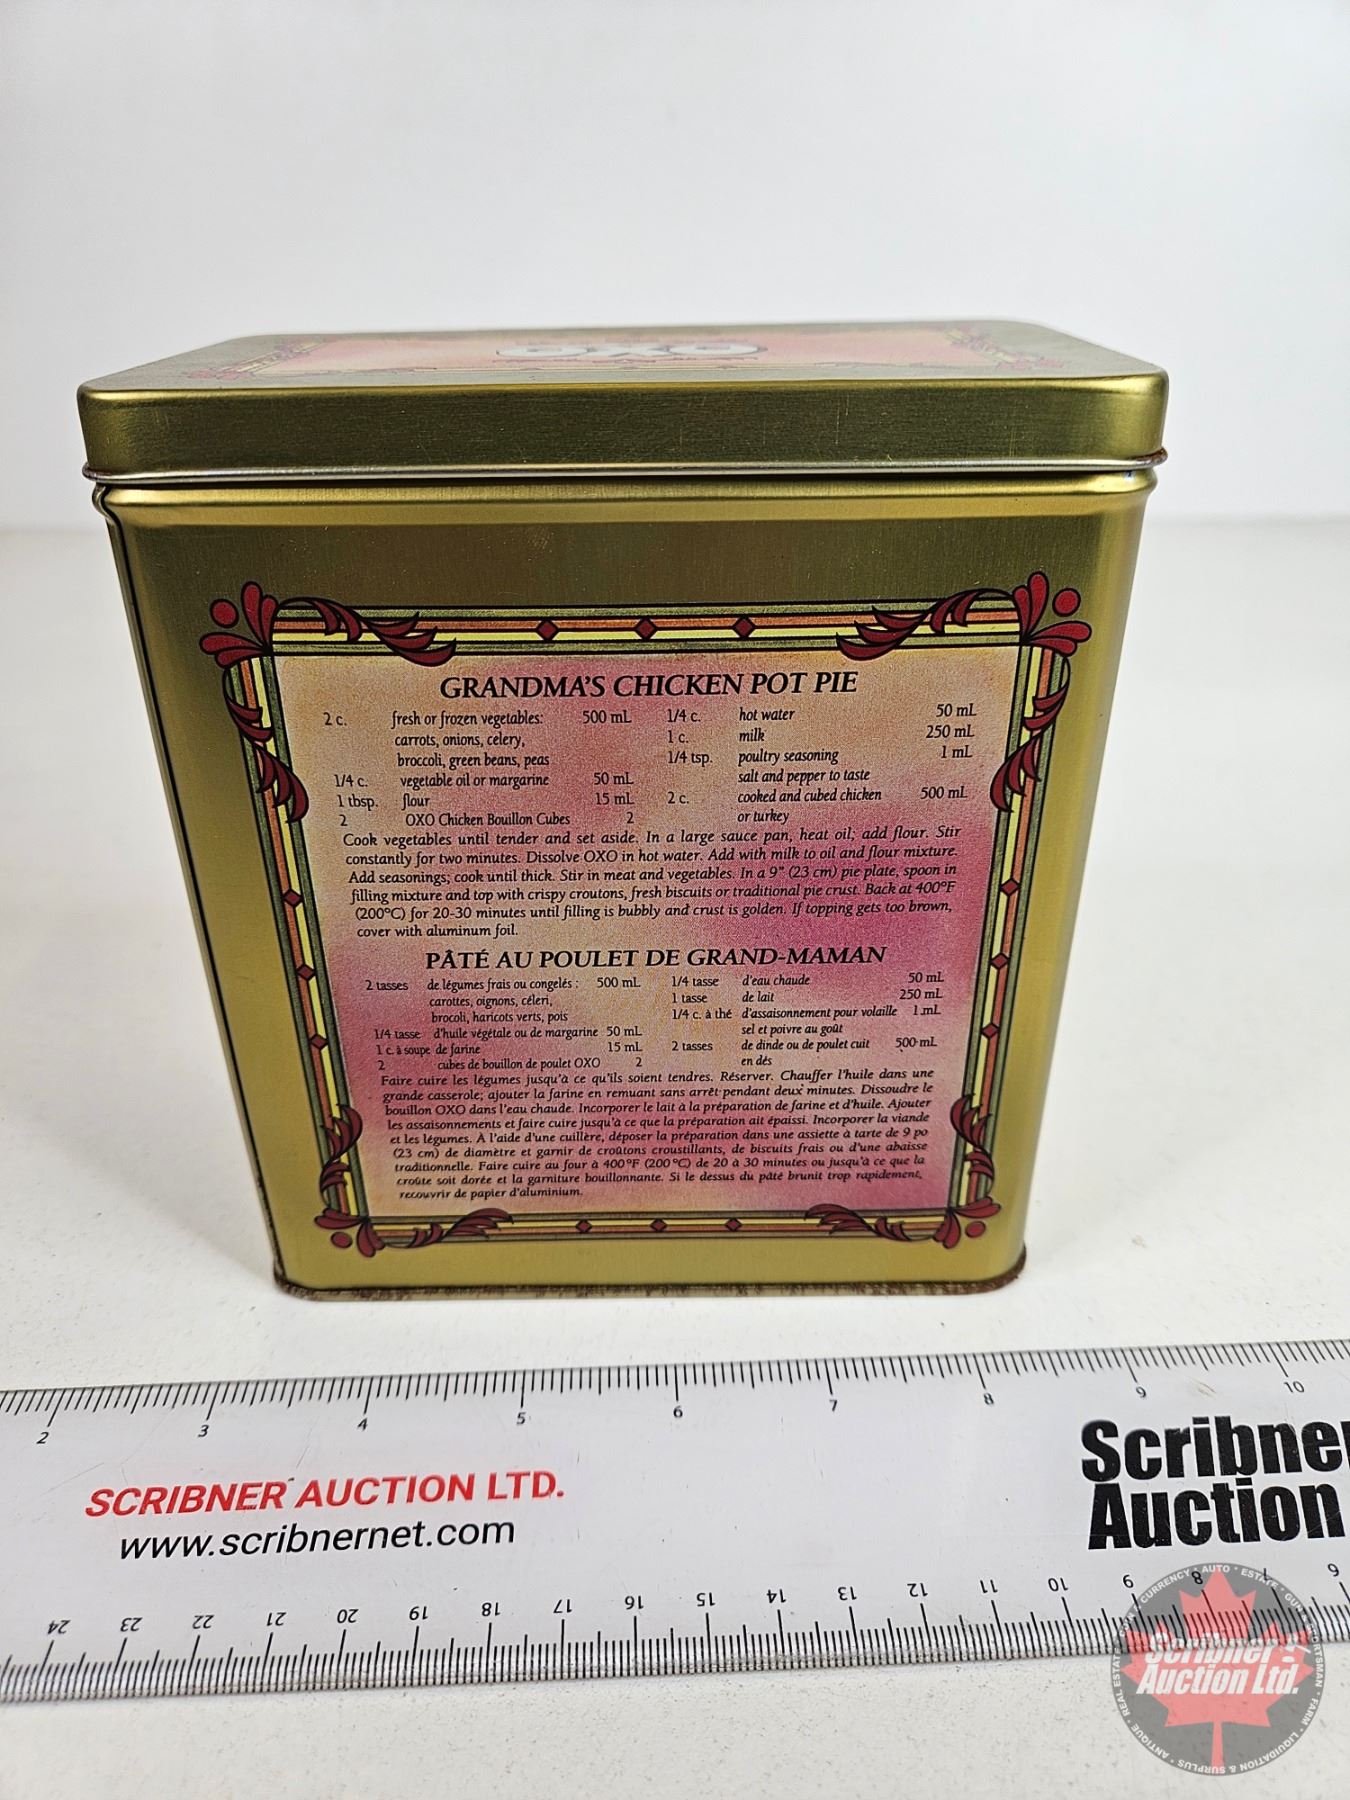 OXO
GRANDMA'S CHICKEN POT PIE
2 c. fresh or frozen vegetables: 500 mL
carrots, onions, celery,
broccoli, green beans, peas
1/4 c. vegetable oil or margarine 50 mL
1 tbsp. flour 15 mL
2 OXO Chicken Bouillon Cubes 2
1/4 c. hot water 50 mL
1 c. milk 250 mL
1/4 tsp. poultry seasoning 1 mL
salt and pepper to taste
2 c. cooked and cubed chicken 500 mL
or turkey
Cook vegetables until tender and set aside. In a large sauce pan, heat oil; add flour. Stir
constantly for two minutes. Dissolve OXO in hot water. Add with milk to oil and flour mixture.
Add seasonings; cook until thick. Stir in meat and vegetables. In a 9" (23 cm) pie plate, spoon in
filling mixture and top with crispy croutons, fresh biscuits or traditional pie crust. Back at 400°F
(200°C) for 20-30 minutes until filling is bubbly and crust is golden. If topping gets too brown,
cover with aluminum foil.
PÂTÉ AU POULET DE GRAND-MAMAN
2 tasses de légumes frais ou congelés : 500 mL
carottes, oignons, céleri,
brocoli, haricots verts, pois
1/4 tasse d'huile végétale ou de margarine 50 mL
1 c. à soupe de farine 15 mL
2 cubes de bouillon de poulet OXO 2
1/4 tasse d'eau chaude 50 mL
1 tasse de lait 250 mL
1/4 c. à thé d'assaisonnement pour volaille 1 mL
sel et poivre au goût
2 tasses de dinde ou de poulet cuit 500 mL
en dés
Faire cuire les légumes jusqu'à ce qu'ils soient tendres. Réserver. Chauffer l'huile dans une
grande casserole; ajouter la farine en remuant sans arrêt pendant deux minutes. Dissoudre le
bouillon OXO dans l'eau chaude. Incorporer le lait à la préparation de farine et d'huile. Ajouter
les assaisonnements et faire cuire jusqu'à ce que la préparation ait épaissi. Incorporer la viande
et les légumes. À l'aide d'une cuillère, déposer la préparation dans une assiette à tarte de 9 po
(23 cm) de diamètre et garnir de croûtons croustillants, de biscuits frais ou d'une abaisse
traditionnelle. Faire cuire au four à 400°F (200°C) de 20 à 30 minutes ou jusqu'à ce que la
croûte soit dorée et la garniture bouillonnante. Si le dessus du pâté brunit trop rapidement,
recouvrir de papier d'aluminium.
2 3 4 5 6 7 8 9 10
SCRIBNER AUCTION LTD.
www.scribnernet.com
Scribner
Auction
24 23 22 21 20 19 18 17 16 15 14 13 12 11 10 9 8 7 6
Scribner's
Auction Ltd.
CURRENCY · AUTO · ESTATE · GUNS · SPORTSMAN · FARM · LIQUIDATION & SURPLUS · ANTIQUE · REAL ESTATE